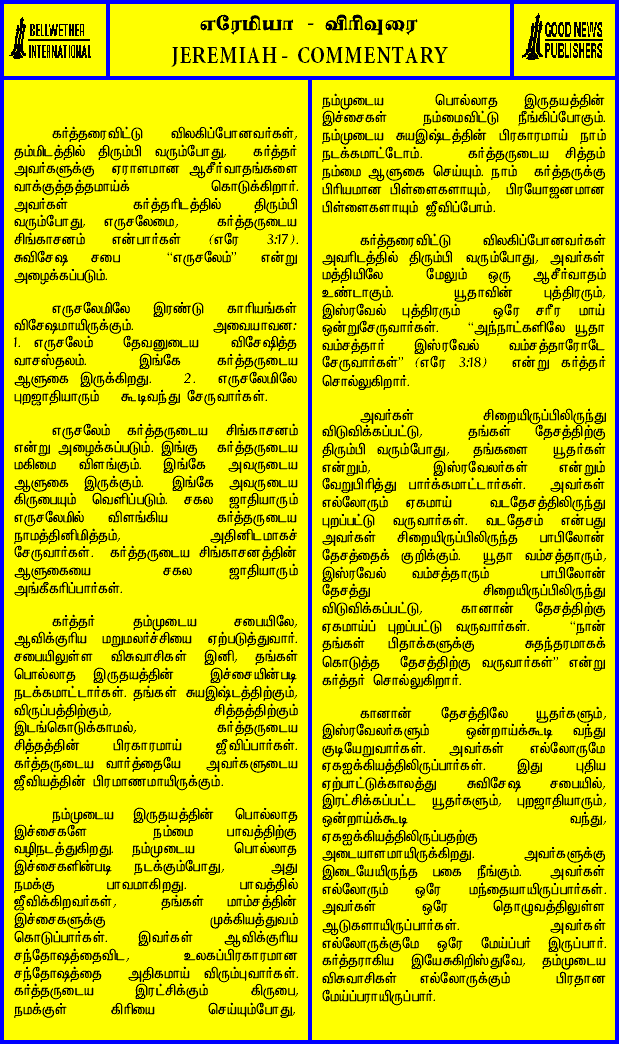 BELLWETHER
INTERNATIONAL
எரேமியா - விரிவுரை
JEREMIAH - COMMENTARY
GOOD NEWS
PUBLISHERS
கர்த்தரைவிட்டு விலகிப்போனவர்கள்,
தம்மிடத்தில் திரும்பி வரும்போது, கர்த்தர்
அவர்களுக்கு ஏராளமான ஆசீர்வாதங்களை
வாக்குத்தத்தமாய்க் கொடுக்கிறார்.
அவர்கள் கர்த்தரிடத்தில் திரும்பி
வரும்போது, எருசலேமை, கர்த்தருடைய
சிங்காசனம் என்பார்கள் (எரே 3:17).
சுவிசேஷ சபை “எருசலேம்” என்று
அழைக்கப்படும்.
எருசலேமிலே இரண்டு காரியங்கள்
விசேஷமாயிருக்கும். அவையாவன:
1. எருசலேம் தேவனுடைய விசேஷித்த
வாசஸ்தலம். இங்கே கர்த்தருடைய
ஆளுகை இருக்கிறது. 2. எருசலேமிலே
புறஜாதியாரும் கூடிவந்து சேருவார்கள்.
எருசலேம் கர்த்தருடைய சிங்காசனம்
என்று அழைக்கப்படும். இங்கு கர்த்தருடைய
மகிமை விளங்கும். இங்கே அவருடைய
ஆளுகை இருக்கும். இங்கே அவருடைய
கிருபையும் வெளிப்படும். சகல ஜாதியாரும்
எருசலேமில் விளங்கிய கர்த்தருடைய
நாமத்தினிமித்தம், அதினிடமாகச்
சேருவார்கள். கர்த்தருடைய சிங்காசனத்தின்
ஆளுகையை சகல ஜாதியாரும்
அங்கீகரிப்பார்கள்.
கர்த்தர் தம்முடைய சபையிலே,
ஆவிக்குரிய மறுமலர்ச்சியை ஏற்படுத்துவார்.
சபையிலுள்ள விசுவாசிகள் இனி, தங்கள்
பொல்லாத இருதயத்தின் இச்சையின்படி
நடக்கமாட்டார்கள். தங்கள் சுயஇஷ்டத்திற்கும்,
விருப்பத்திற்கும், சித்தத்திற்கும்
இடங்கொடுக்காமல், கர்த்தருடைய
சித்தத்தின் பிரகாரமாய் ஜீவிப்பார்கள்.
கர்த்தருடைய வார்த்தையே அவர்களுடைய
ஜீவியத்தின் பிரமாணமாயிருக்கும்.
நம்முடைய இருதயத்தின் பொல்லாத
இச்சைகளே நம்மை பாவத்திற்கு
வழிநடத்துகிறது. நம்முடைய பொல்லாத
இச்சைகளின்படி நடக்கும்போது, அது
நமக்கு பாவமாகிறது. பாவத்தில்
ஜீவிக்கிறவர்கள், தங்கள் மாம்சத்தின்
இச்சைகளுக்கு முக்கியத்துவம்
கொடுப்பார்கள். இவர்கள் ஆவிக்குரிய
சந்தோஷத்தைவிட, உலகப்பிரகாரமான
சந்தோஷத்தை அதிகமாய் விரும்புவார்கள்.
கர்த்தருடைய இரட்சிக்கும் கிருபை,
நமக்குள் கிரியை செய்யும்போது,
நம்முடைய பொல்லாத இருதயத்தின்
இச்சைகள் நம்மைவிட்டு நீங்கிப்போகும்.
நம்முடைய சுயஇஷ்டத்தின் பிரகாரமாய் நாம்
நடக்கமாட்டோம். கர்த்தருடைய சித்தம்
நம்மை ஆளுகை செய்யும். நாம் கர்த்தருக்கு
பிரியமான பிள்ளைகளாயும், பிரயோஜனமான
பிள்ளைகளாயும் ஜீவிப்போம்.
கர்த்தரைவிட்டு விலகிப்போனவர்கள்
அவரிடத்தில் திரும்பி வரும்போது, அவர்கள்
மத்தியிலே மேலும் ஒரு ஆசீர்வாதம்
உண்டாகும். யூதாவின் புத்திரரும்,
இஸ்ரவேல் புத்திரரும் ஒரே சரீர மாய்
ஒன்றுசேருவார்கள். “அந்நாட்களிலே யூதா
வம்சத்தார் இஸ்ரவேல் வம்சத்தாரோடே
சேருவார்கள்” (எரே 3:18) என்று கர்த்தர்
சொல்லுகிறார்.
அவர்கள் சிறையிருப்பிலிருந்து
விடுவிக்கப்பட்டு, தங்கள் தேசத்திற்கு
திரும்பி வரும்போது, தங்களை யூதர்கள்
என்றும், இஸ்ரவேலர்கள் என்றும்
வேறுபிரித்து பார்க்கமாட்டார்கள். அவர்கள்
எல்லோரும் ஏகமாய் வடதேசத்திலிருந்து
புறப்பட்டு வருவார்கள். வடதேசம் என்பது
அவர்கள் சிறையிருப்பிலிருந்த பாபிலோன்
தேசத்தைக் குறிக்கும். யூதா வம்சத்தாரும்,
இஸ்ரவேல் வம்சத்தாரும் பாபிலோன்
தேசத்து சிறையிருப்பிலிருந்து
விடுவிக்கப்பட்டு, கானான் தேசத்திற்கு
ஏகமாய்ப் புறப்பட்டு வருவார்கள். “நான்
தங்கள் பிதாக்களுக்கு சுதந்தரமாகக்
கொடுத்த தேசத்திற்கு வருவார்கள்” என்று
கர்த்தர் சொல்லுகிறார்.
கானான் தேசத்திலே யூதர்களும்,
இஸ்ரவேலர்களும் ஒன்றாய்க்கூடி வந்து
குடியேறுவார்கள். அவர்கள் எல்லோருமே
ஏகஐக்கியத்திலிருப்பார்கள். இது புதிய
ஏற்பாட்டுக்காலத்து சுவிசேஷ சபையில்,
இரட்சிக்கப்பட்ட யூதர்களும், புறஜாதியாரும்,
ஒன்றாய்க்கூடி வந்து,
ஏகஐக்கியத்திலிருப்பதற்கு
அடையாளமாயிருக்கிறது. அவர்களுக்கு
இடையேயிருந்த பகை நீங்கும். அவர்கள்
எல்லோரும் ஒரே மந்தையாயிருப்பார்கள்.
அவர்கள் ஒரே தொழுவத்திலுள்ள
ஆடுகளாயிருப்பார்கள். அவர்கள்
எல்லோருக்குமே ஒரே மேய்ப்பர் இருப்பார்.
கர்த்தராகிய இயேசுகிறிஸ்துவே, தம்முடைய
விசுவாசிகள் எல்லோருக்கும் பிரதான
மேய்ப்பராயிருப்பார்.